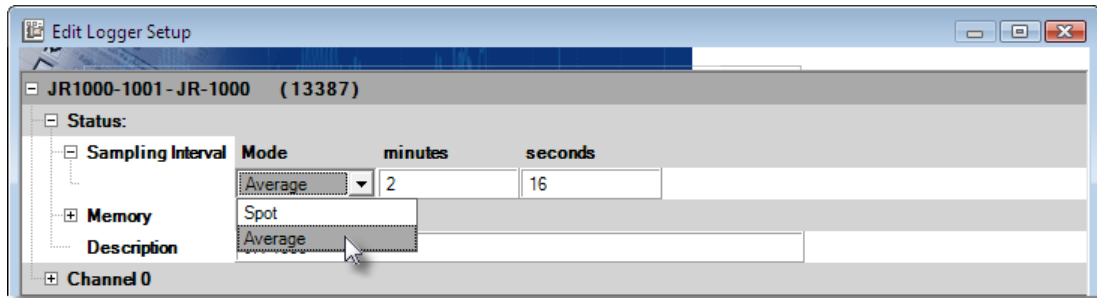 Edit Logger Setup
JR1000-1001 - JR-1000 (13387)
Status:
Sampling Interval Mode minutes seconds
Average 2 16
Spot
Memory
Average
Description
Channel 0